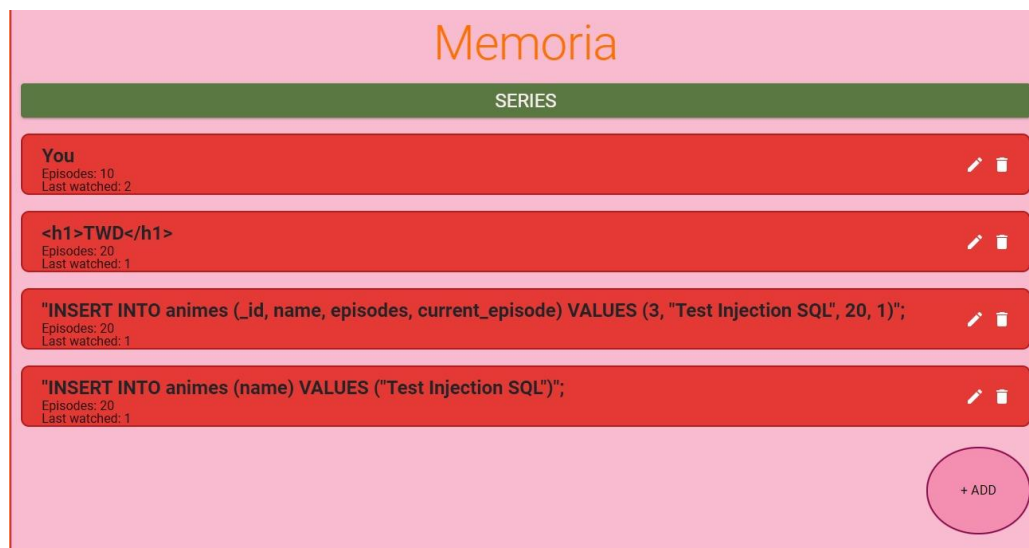 Memoria
SERIES
You
Episodes: 10
Last watched: 2
<h1>TWD</h1>
Episodes: 20
Last watched: 1
"INSERT INTO animes (_id, name, episodes, current_episode) VALUES (3, "Test Injection SQL", 20, 1)";
Episodes: 20
Last watched: 1
"INSERT INTO animes (name) VALUES ("Test Injection SQL")";
Episodes: 20
Last watched: 1
+ ADD